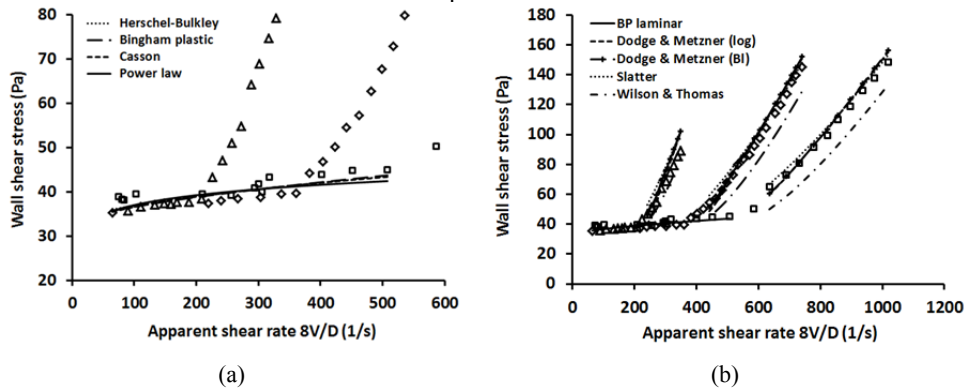 Herschel-Bulkley
Bingham plastic
Casson
Power law
Wall shear stress (Pa)
80
70
60
50
40
30
20
0 100 200 300 400 500 600
Apparent shear rate 8V/D (1/s)
(a)
BP laminar
Dodge & Metzner (log)
Dodge & Metzner (Bl)
Slatter
Wilson & Thomas
Wall shear stress (Pa)
180
160
140
120
100
80
60
40
20
0
0 200 400 600 800 1000 1200
Apparent shear rate 8V/D (1/s)
(b)